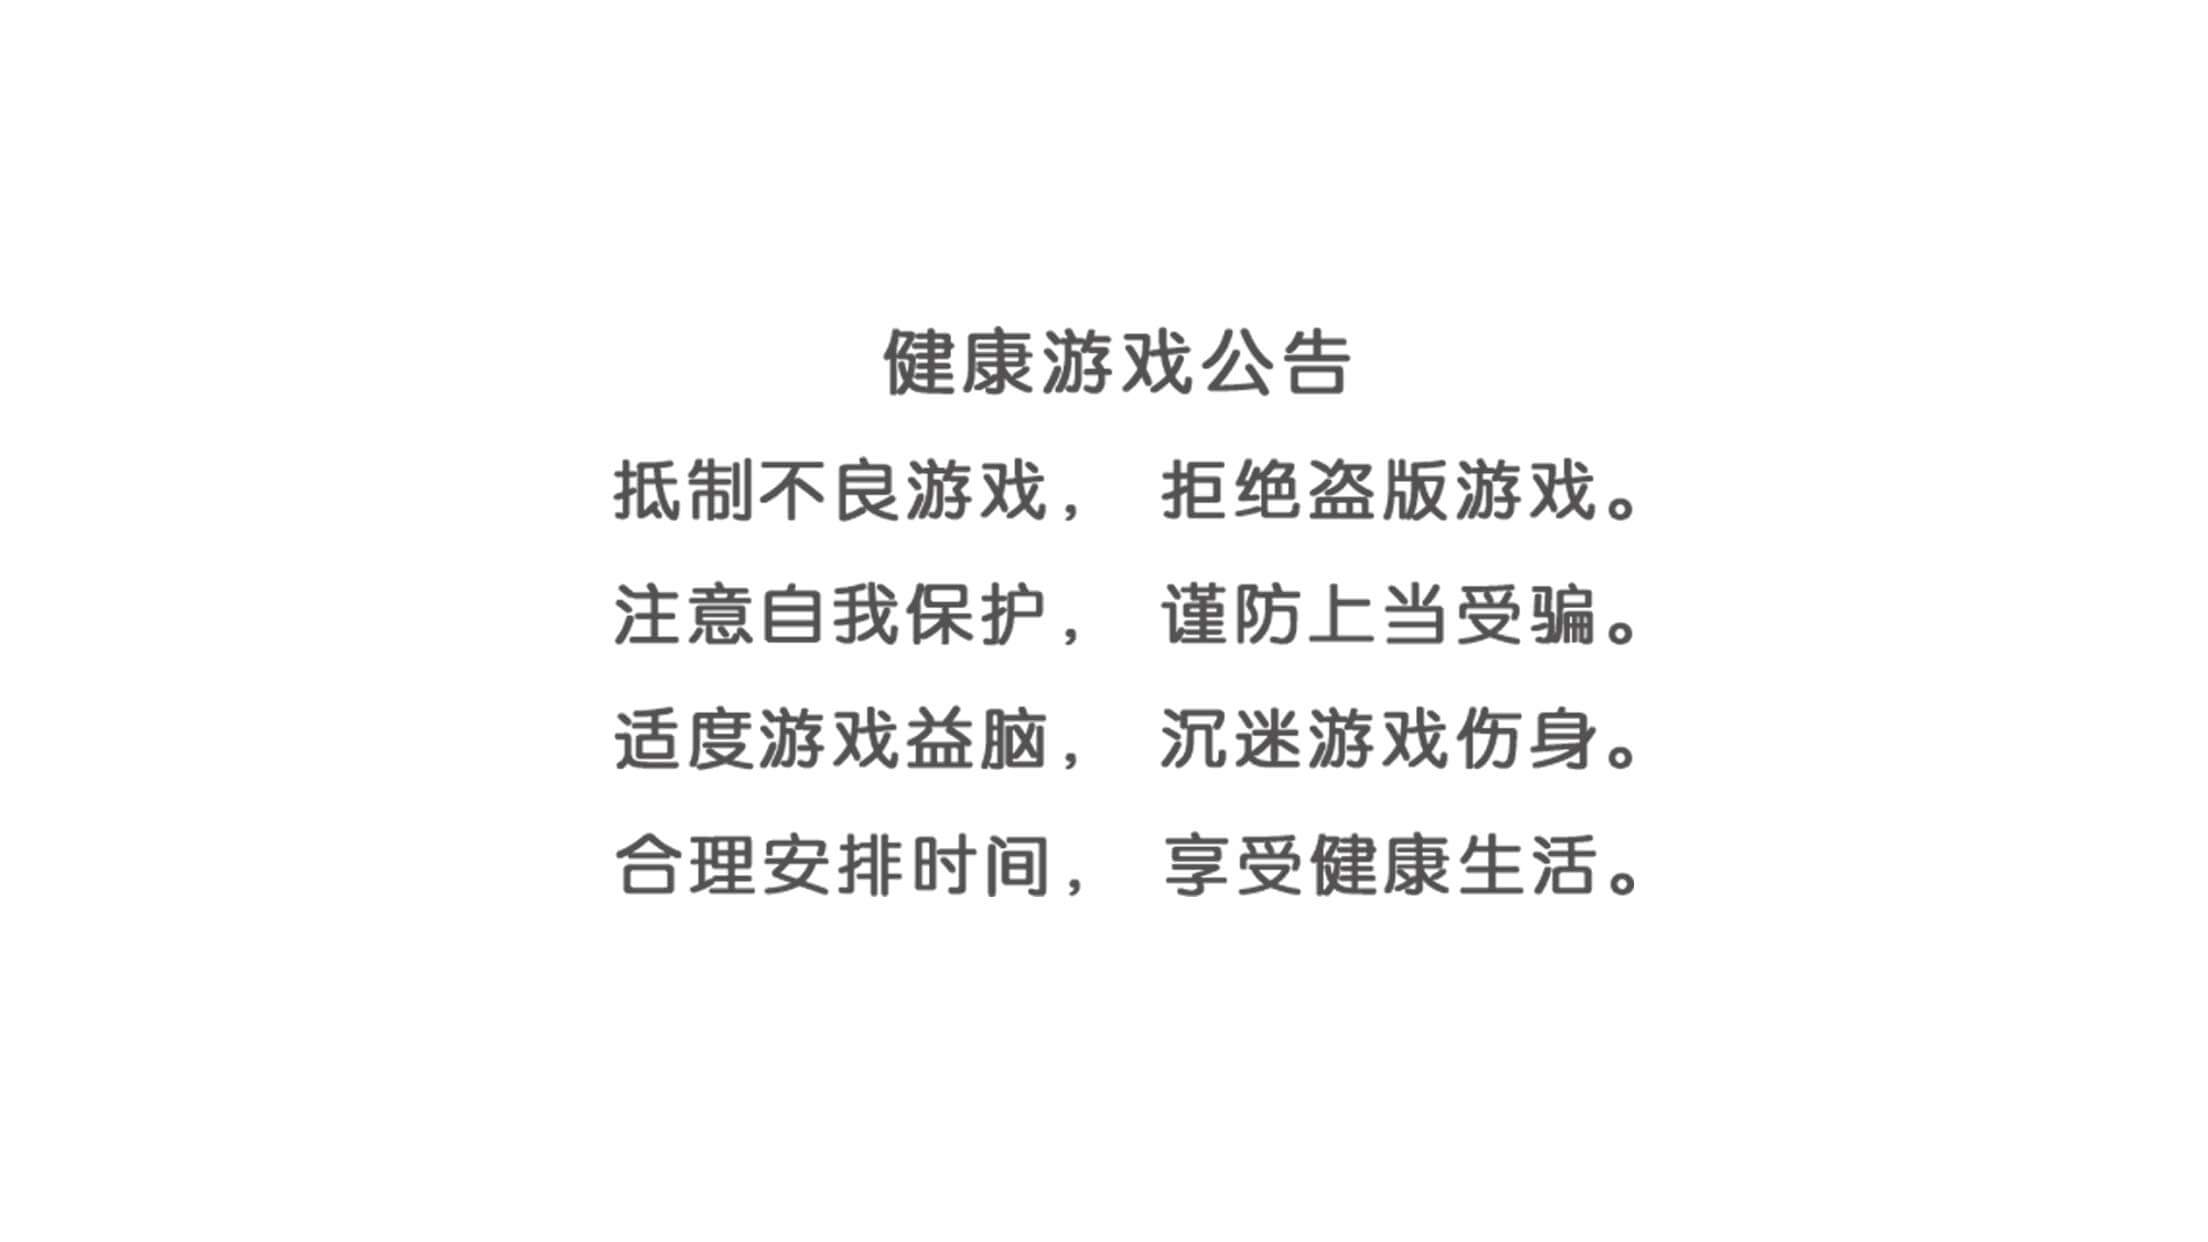 健康游戏公告
抵制不良游戏， 拒绝盗版游戏。
注意自我保护， 谨防上当受骗。
适度游戏益脑， 沉迷游戏伤身。
合理安排时间， 享受健康生活。